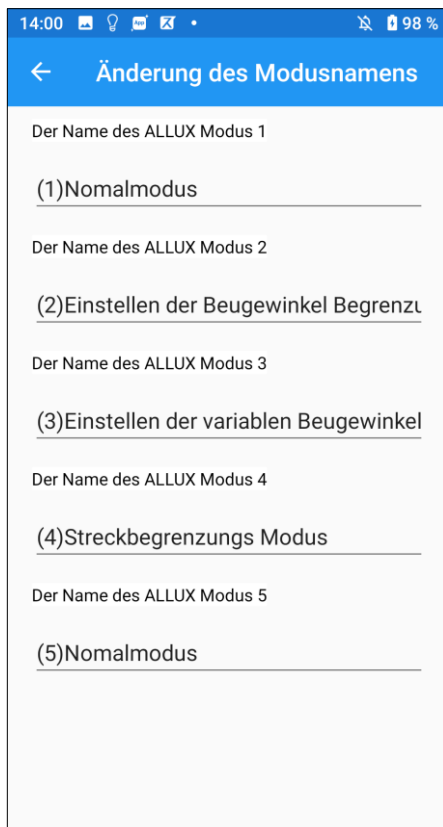 14:00 98 %
Änderung des Modusnamens
Der Name des ALLUX Modus 1
(1)Nomalmodus
Der Name des ALLUX Modus 2
(2)Einstellen der Beugewinkel Begrenzu
Der Name des ALLUX Modus 3
(3)Einstellen der variablen Beugewinkel
Der Name des ALLUX Modus 4
(4)Streckbegrenzungs Modus
Der Name des ALLUX Modus 5
(5)Nomalmodus